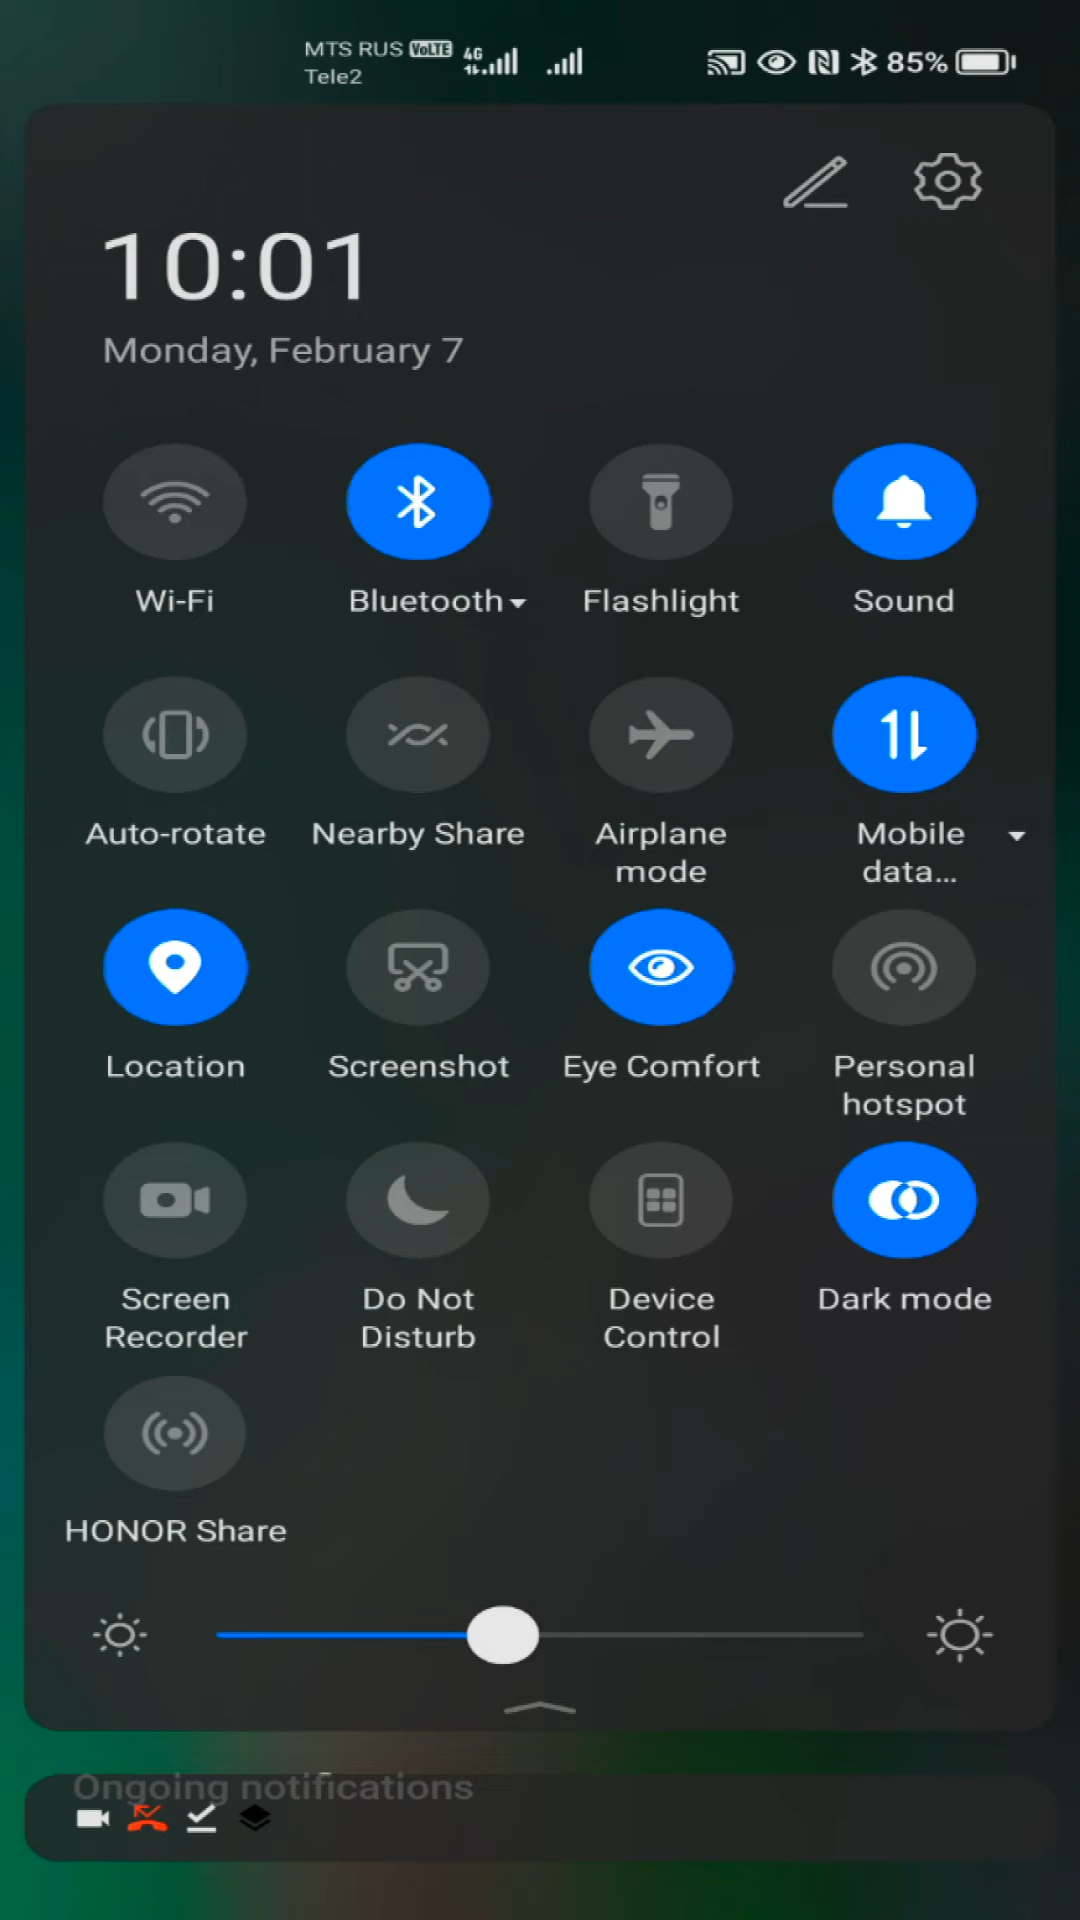 MTS RUS VoLTE
Tele2
4G
85%
10:01
Monday, February 7
Wi-Fi
Bluetooth
Flashlight
Sound
Auto-rotate
Nearby Share
Airplane
mode
Mobile
data...
Location
Screenshot
Eye Comfort
Personal
hotspot
Screen
Recorder
Do Not
Disturb
Device
Control
Dark mode
HONOR Share
Ongoing notifications